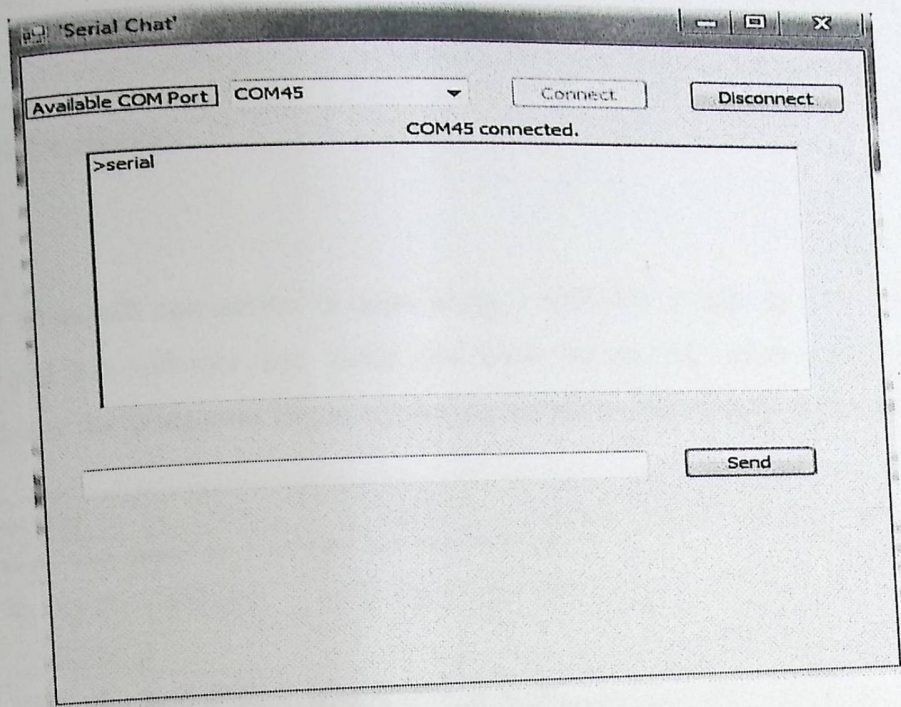 'Serial Chat'
Available COM Port COM45 Connect Disconnect
COM45 connected.
>serial
Send